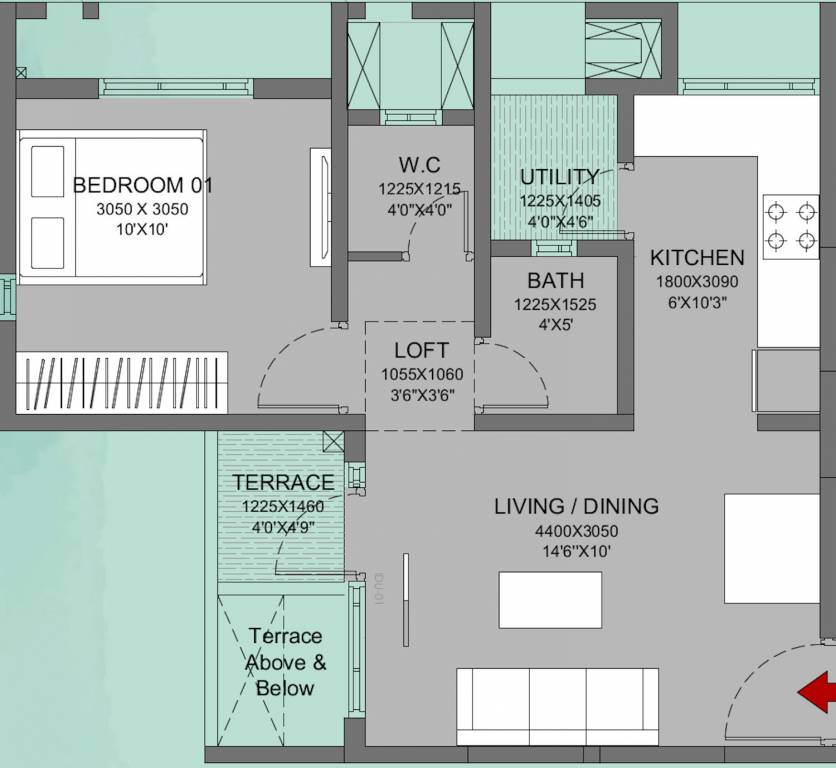 BEDROOM 01
3050 X 3050
10'X10'
W.C
1225X1215
4'0"X4'0"
UTILITY
1225X1405
4'0"X4'6"
KITCHEN
1800X3090
6'X10'3"
BATH
1225X1525
4'X5'
LOFT
1055X1060
3'6"X3'6"
TERRACE
1225X1460
4'0'X4'9"
LIVING / DINING
4400X3050
14'6''X10'
DU-01
Terrace
Above &
Below